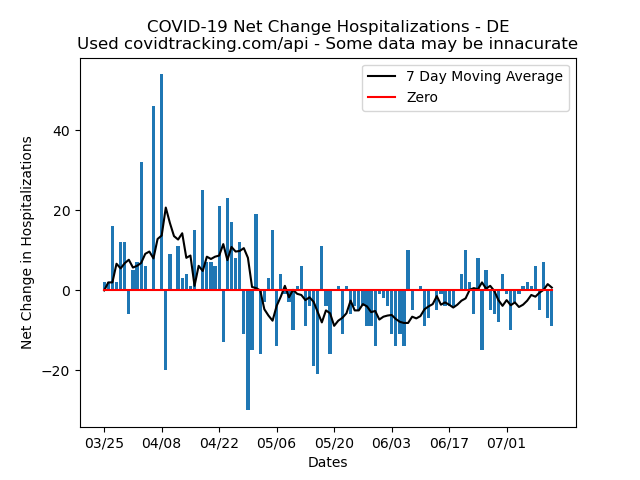 COVID-19 Net Change Hospitalizations - DE
Used covidtracking.com/api - Some data may be innacurate
7 Day Moving Average
Zero
Net Change in Hospitalizations
40
20
0
−20
03/25 04/08 04/22 05/06 05/20 06/03 06/17 07/01
Dates